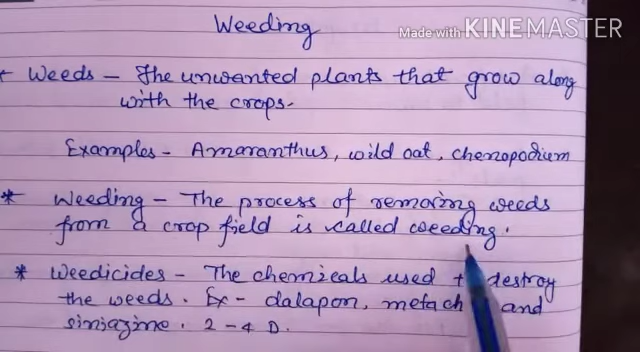 Weeding
Made with KINEMASTER
* Weeds - The unwanted plants that grow along
with the crops.
Examples - Amaranthus, wild oat, chenopodium
* Weeding - The process of removing weeds
from a crop field is called weeding.
* Weedicides - The chemicals used destroy
the weeds. Ex - dalapon, metach and
simiazine. 2-4 D.